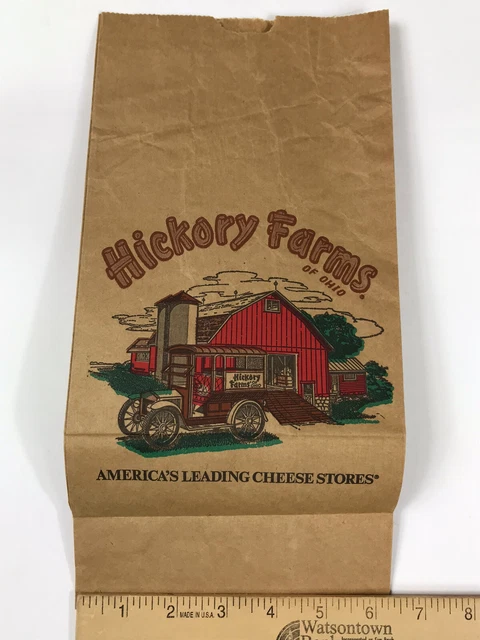 Hickory Farms®
OF OHIO
Hickory
Farms
AMERICA'S LEADING CHEESE STORES®
1 2 MADE IN U.S.A. 3 4 5 6 7 8
Watsontown